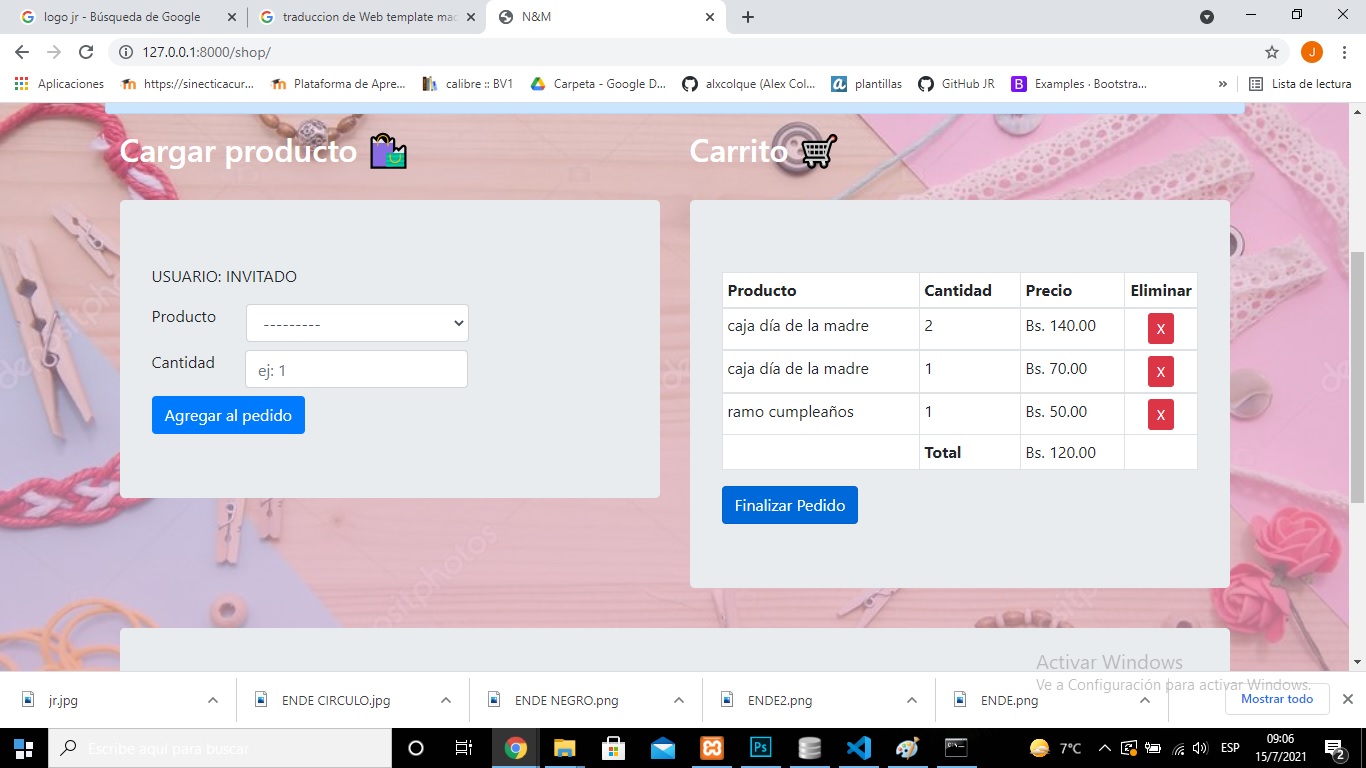 logo jr - Búsqueda de Google
traduccion de Web template mac
N&M
127.0.0.1:8000/shop/
J
Aplicaciones
https://sinecticacur...
Plataforma de Apre...
calibre :: BV1
Carpeta - Google D...
alxcolque (Alex Col...
plantillas
GitHub JR
Examples · Bootstra...
»
Lista de lectura
Cargar producto
Carrito
USUARIO: INVITADO
Producto
---------
Cantidad
ej: 1
Agregar al pedido
Producto Cantidad Precio Eliminar
caja día de la madre 2 Bs. 140.00 X
caja día de la madre 1 Bs. 70.00 X
ramo cumpleaños 1 Bs. 50.00 X
Total Bs. 120.00
Finalizar Pedido
depositphotos
Activar Windows
Ve a Configuración para activar Windows.
jr.jpg
ENDE CIRCULO.jpg
ENDE NEGRO.png
ENDE2.png
ENDE.png
Mostrar todo
Escribe aquí para buscar
Ps
7°C
ESP
09:06
15/7/2021
2